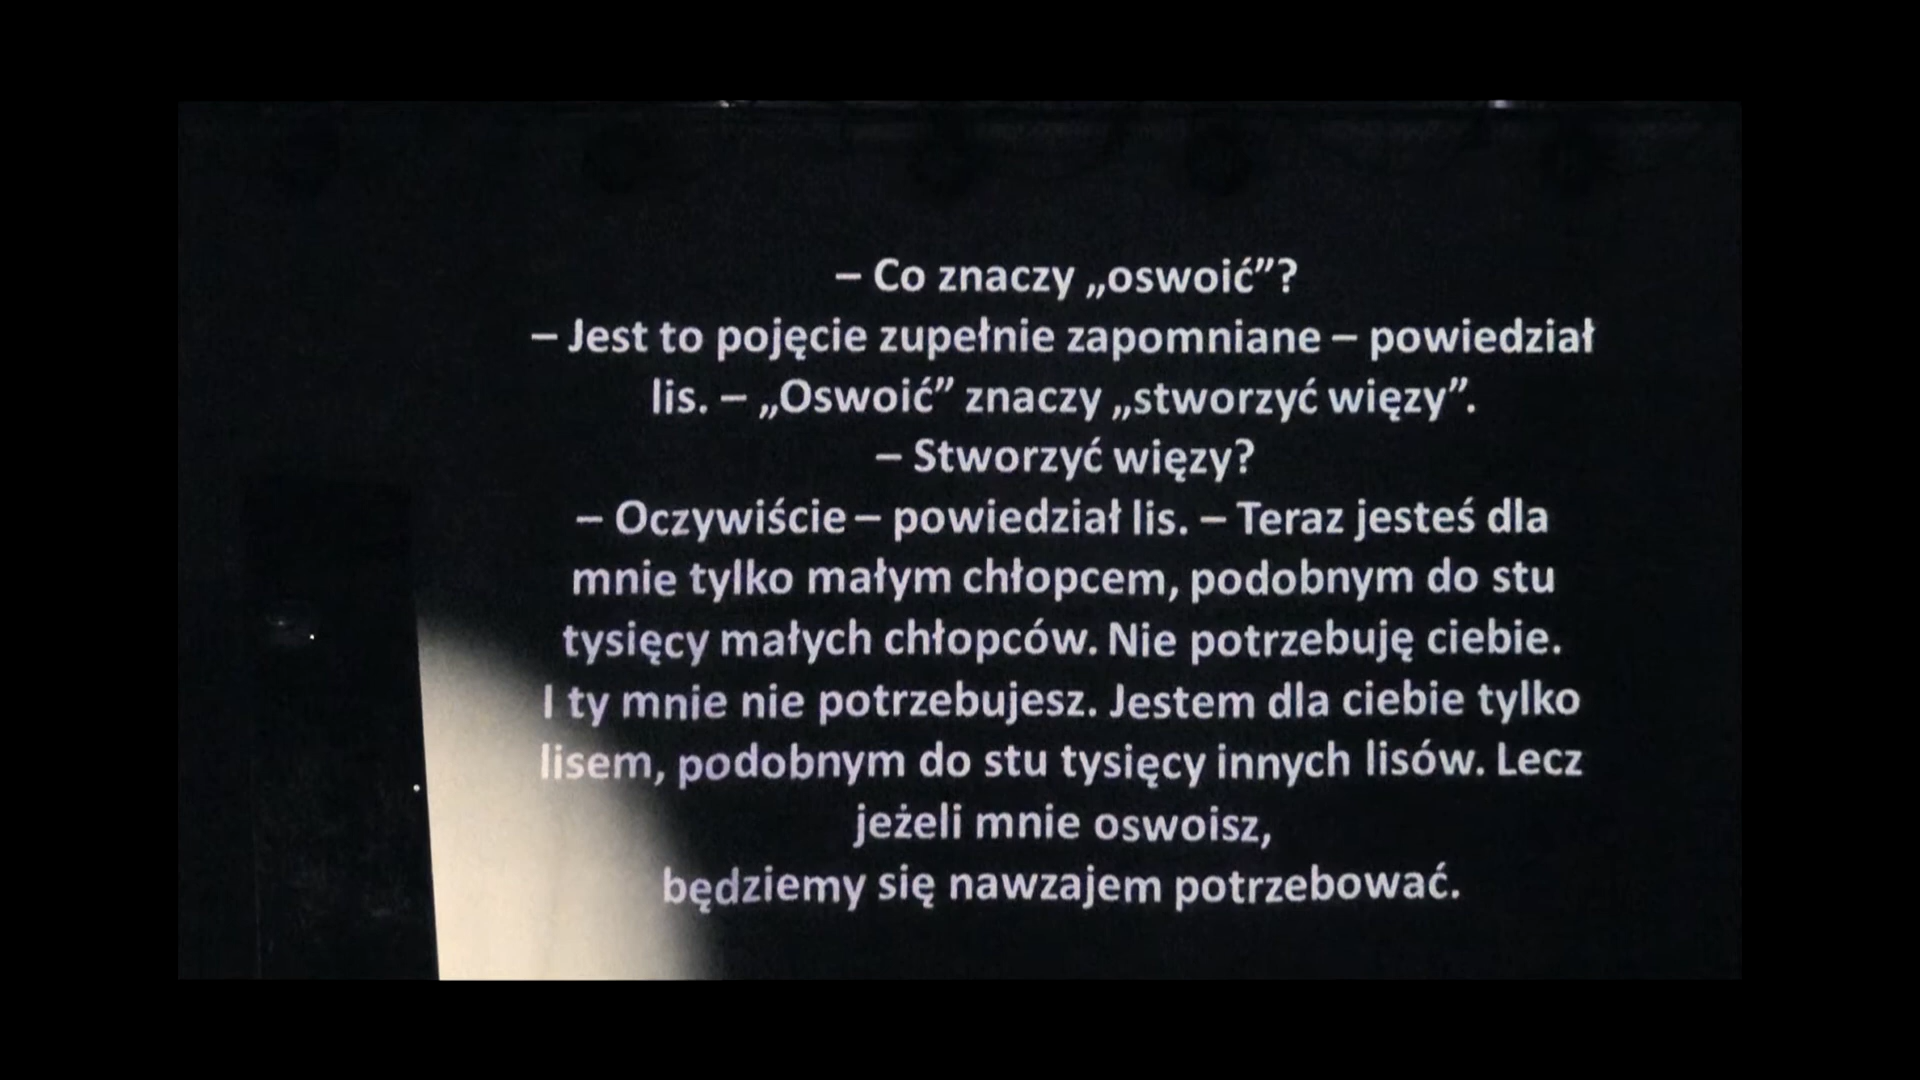 – Co znaczy „oswoić”?
– Jest to pojęcie zupełnie zapomniane – powiedział
lis. – „Oswoić” znaczy „stworzyć więzy”.
– Stworzyć więzy?
– Oczywiście – powiedział lis. – Teraz jesteś dla
mnie tylko małym chłopcem, podobnym do stu
tysięcy małych chłopców. Nie potrzebuję ciebie.
I ty mnie nie potrzebujesz. Jestem dla ciebie tylko
lisem, podobnym do stu tysięcy innych lisów. Lecz
jeżeli mnie oswoisz,
będziemy się nawzajem potrzebować.